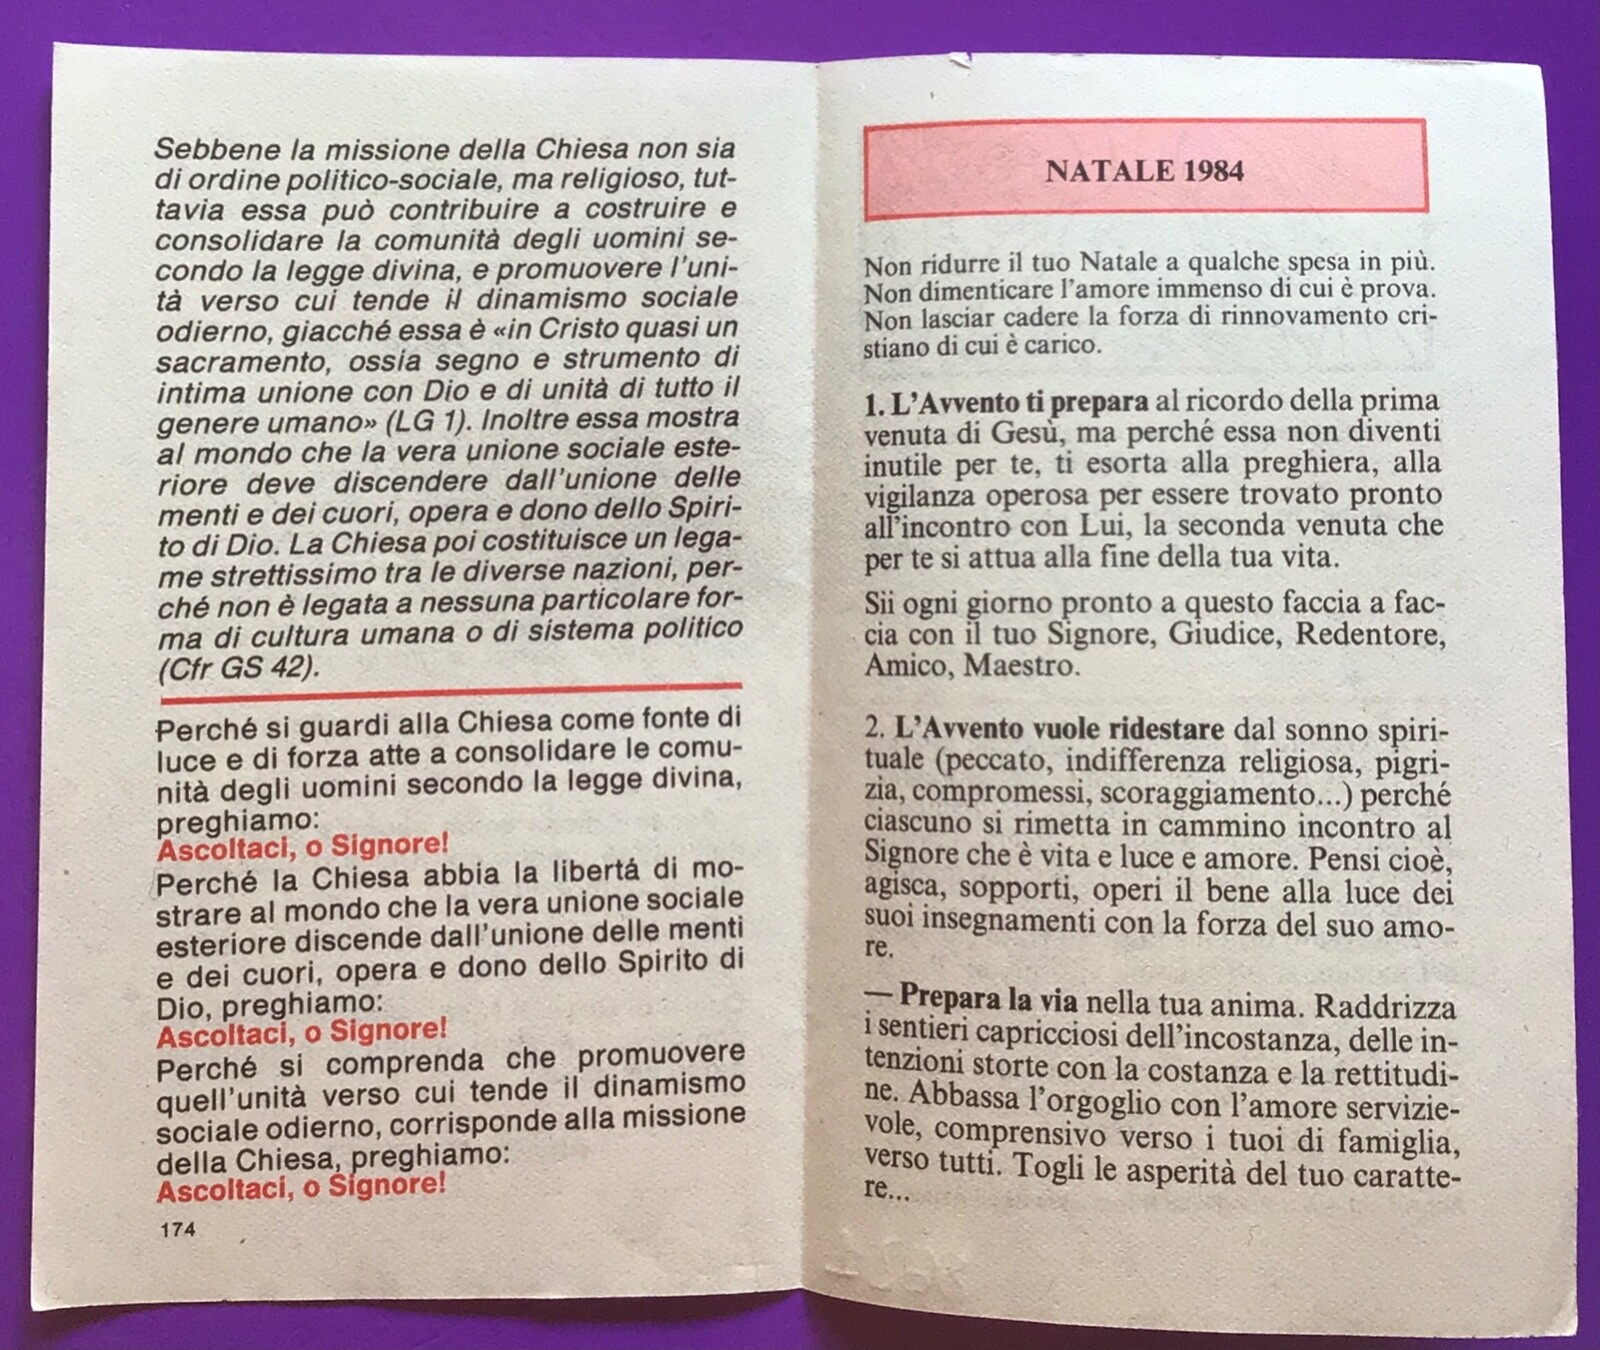 Sebbene la missione della Chiesa non sia
di ordine politico-sociale, ma religioso, tut-
tavia essa può contribuire a costruire e
consolidare la comunità degli uomini se-
condo la legge divina, e promuovere l'uni-
tà verso cui tende il dinamismo sociale
odierno, giacché essa è «in Cristo quasi un
sacramento, ossia segno e strumento di
intima unione con Dio e di unità di tutto il
genere umano» (LG 1). Inoltre essa mostra
al mondo che la vera unione sociale este-
riore deve discendere dall'unione delle
menti e dei cuori, opera e dono dello Spiri-
to di Dio. La Chiesa poi costituisce un lega-
me strettissimo tra le diverse nazioni, per-
ché non è legata a nessuna particolare for-
ma di cultura umana o di sistema politico
(Cfr GS 42).
Perché si guardi alla Chiesa come fonte di
luce e di forza atte a consolidare le comu-
nità degli uomini secondo la legge divina,
preghiamo:
Ascoltaci, o Signore!
Perché la Chiesa abbia la libertá di mo-
strare al mondo che la vera unione sociale
esteriore discende dall'unione delle menti
e dei cuori, opera e dono dello Spirito di
Dio, preghiamo:
Ascoltaci, o Signore!
Perché si comprenda che promuovere
quell'unità verso cui tende il dinamismo
sociale odierno, corrisponde alla missione
della Chiesa, preghiamo:
Ascoltaci, o Signore!
174
NATALE 1984
Non ridurre il tuo Natale a qualche spesa in più.
Non dimenticare l'amore immenso di cui è prova.
Non lasciar cadere la forza di rinnovamento cri-
stiano di cui è carico.
1. L'Avvento ti prepara al ricordo della prima
venuta di Gesù, ma perché essa non diventi
inutile per te, ti esorta alla preghiera, alla
vigilanza operosa per essere trovato pronto
all'incontro con Lui, la seconda venuta che
per te si attua alla fine della tua vita.
Sii ogni giorno pronto a questo faccia a fac-
cia con il tuo Signore, Giudice, Redentore,
Amico, Maestro.
2. L'Avvento vuole ridestare dal sonno spiri-
tuale (peccato, indifferenza religiosa, pigri-
zia, compromessi, scoraggiamento...) perché
ciascuno si rimetta in cammino incontro al
Signore che è vita e luce e amore. Pensi cioè,
agisca, sopporti, operi il bene alla luce dei
suoi insegnamenti con la forza del suo amo-
re.
— Prepara la via nella tua anima. Raddrizza
i sentieri capricciosi dell'incostanza, delle in-
tenzioni storte con la costanza e la rettitudi-
ne. Abbassa l'orgoglio con l'amore servizie-
vole, comprensivo verso i tuoi di famiglia,
verso tutti. Togli le asperità del tuo caratte-
re...